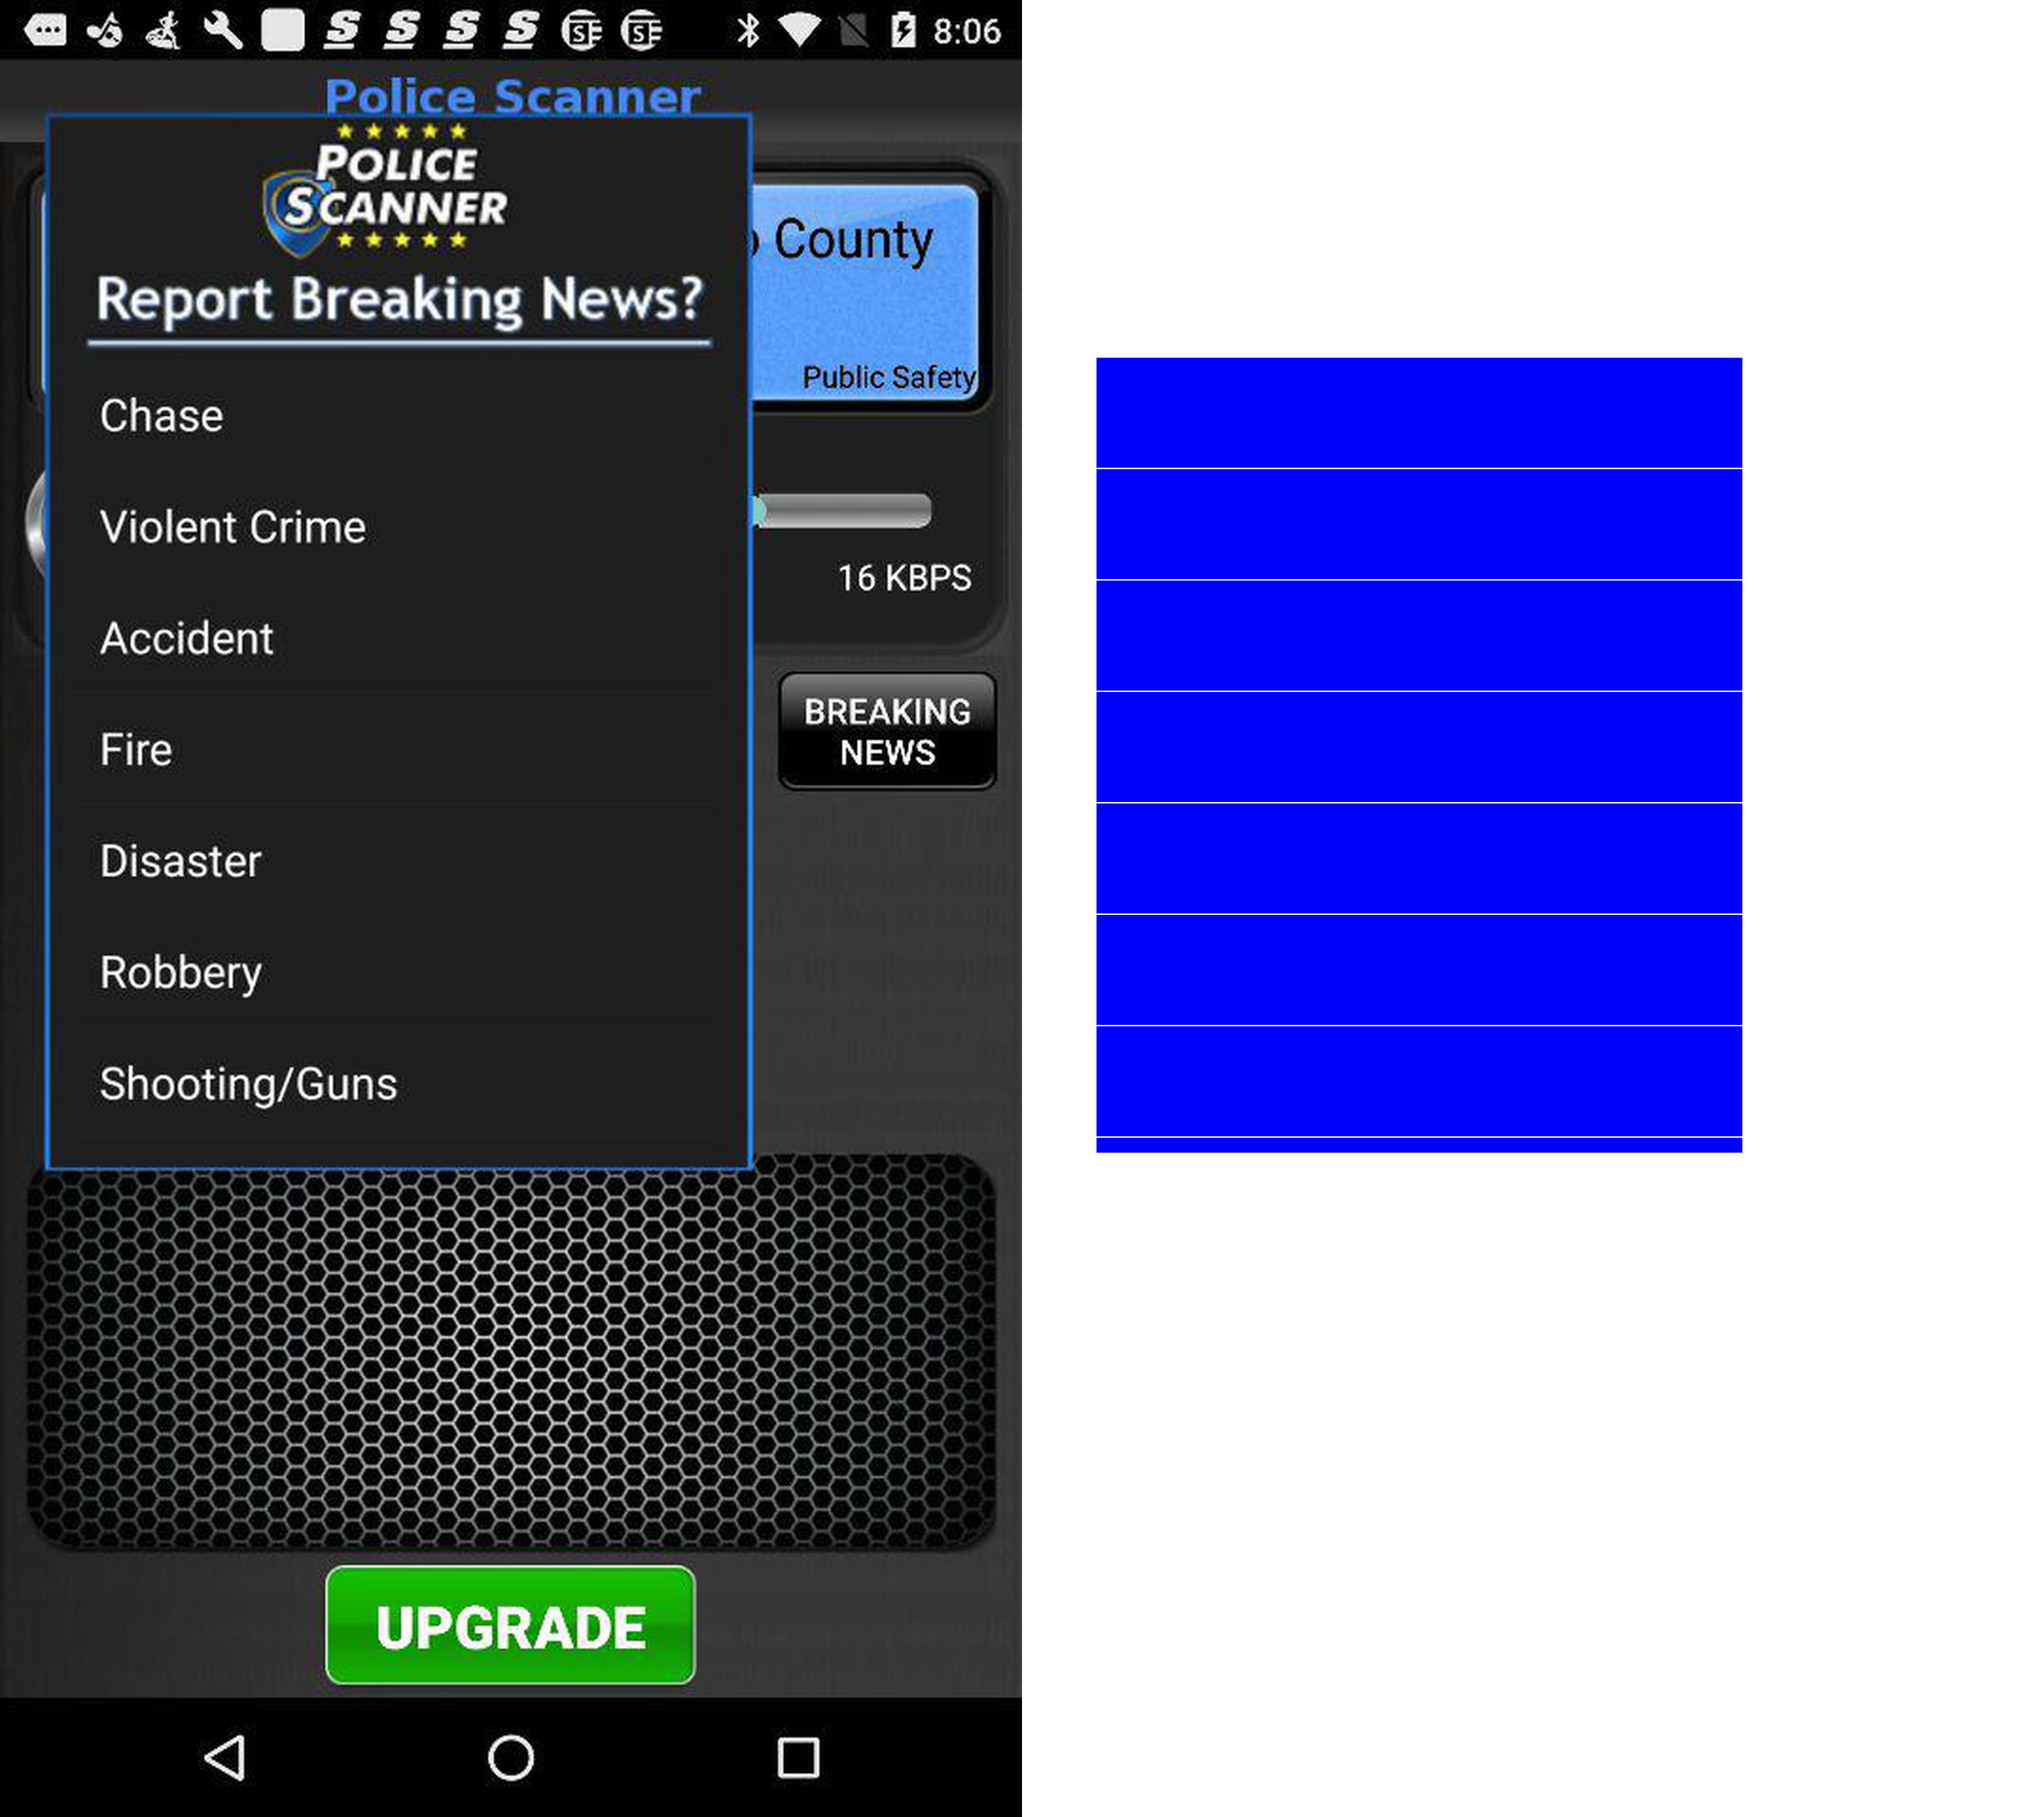 8:06
Police Scanner
POLICE
SCANNER
Report Breaking News?
County
Public Safety
Chase
Violent Crime
16 KBPS
Accident
BREAKING
NEWS
Fire
Disaster
Robbery
Shooting/Guns
UPGRADE